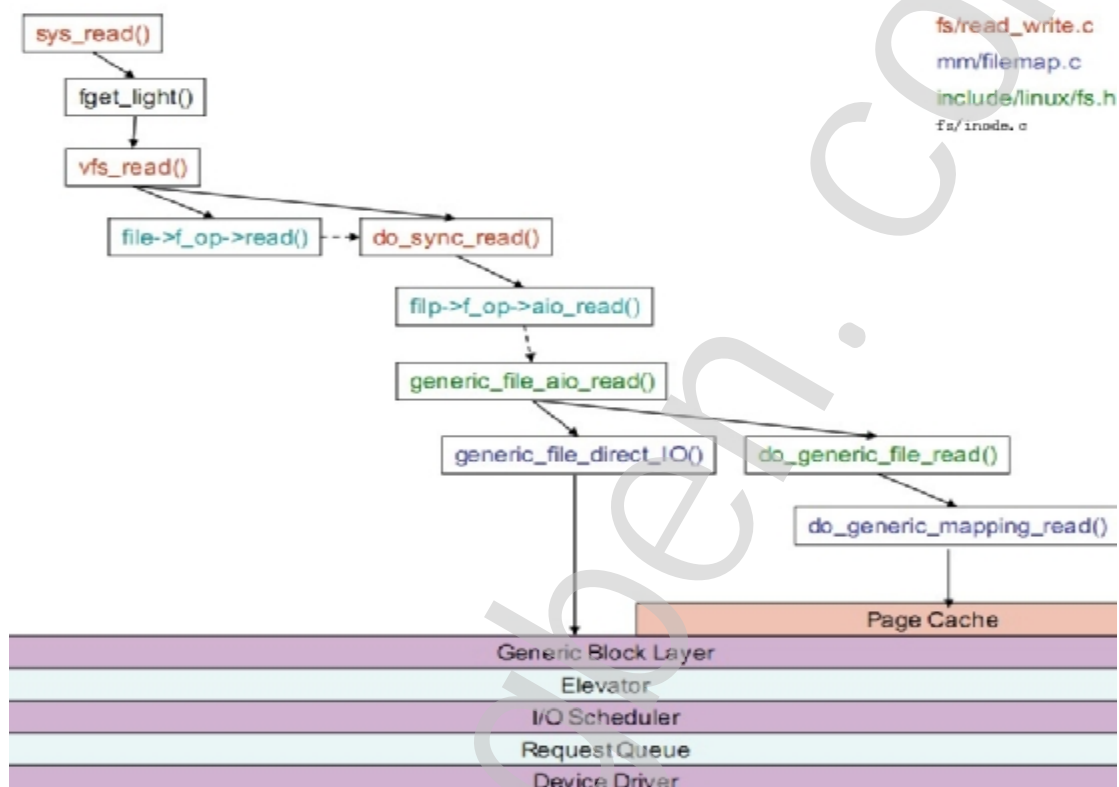 sys_read()
fs/read_write.c
mm/filemap.c
include/linux/fs.h
fs/inode.c
fget_light()
vfs_read()
file->f_op->read()
do_sync_read()
filp->f_op->aio_read()
generic_file_aio_read()
generic_file_direct_IO()
do_generic_file_read()
do_generic_mapping_read()
Page Cache
Generic Block Layer
Elevator
I/O Scheduler
Request Queue
Device Driver